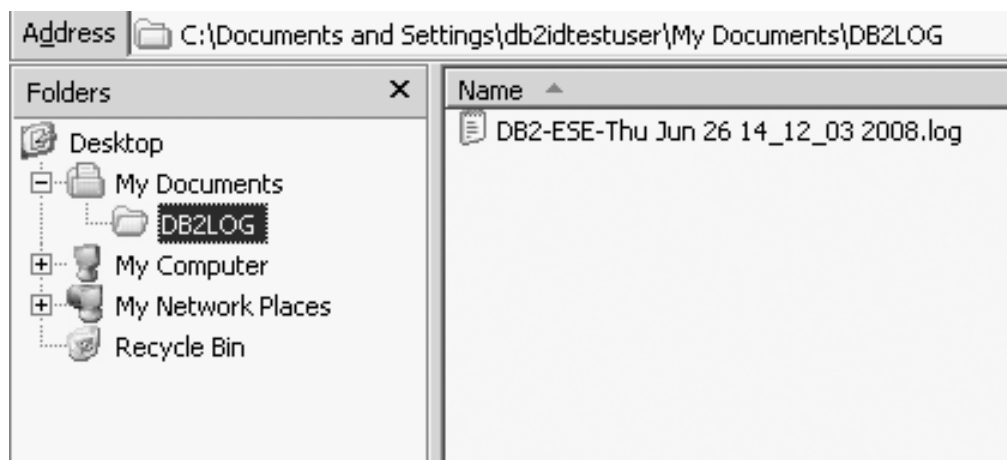 Address C:\Documents and Settings\db2idtestuser\My Documents\DB2LOG
Folders
Desktop
My Documents
DB2LOG
My Computer
My Network Places
Recycle Bin
Name
DB2-ESE-Thu Jun 26 14_12_03 2008.log